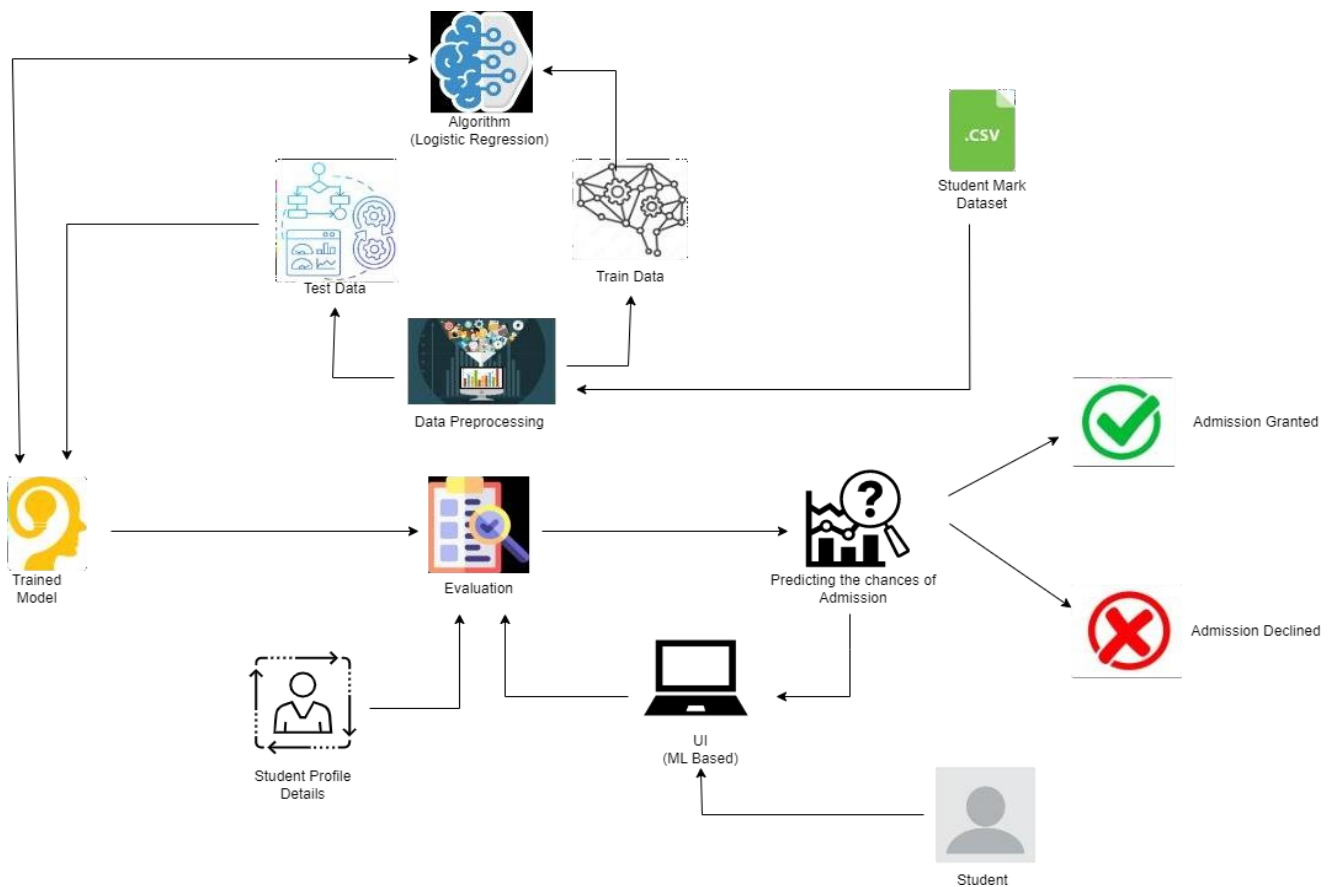 Algorithm
(Logistic Regression)
.CSV
Student Mark
Dataset
Test Data
Train Data
Data Preprocessing
Admission Granted
Trained
Model
Evaluation
?
Predicting the chances of
Admission
Admission Declined
Student Profile
Details
UI
(ML Based)
Student